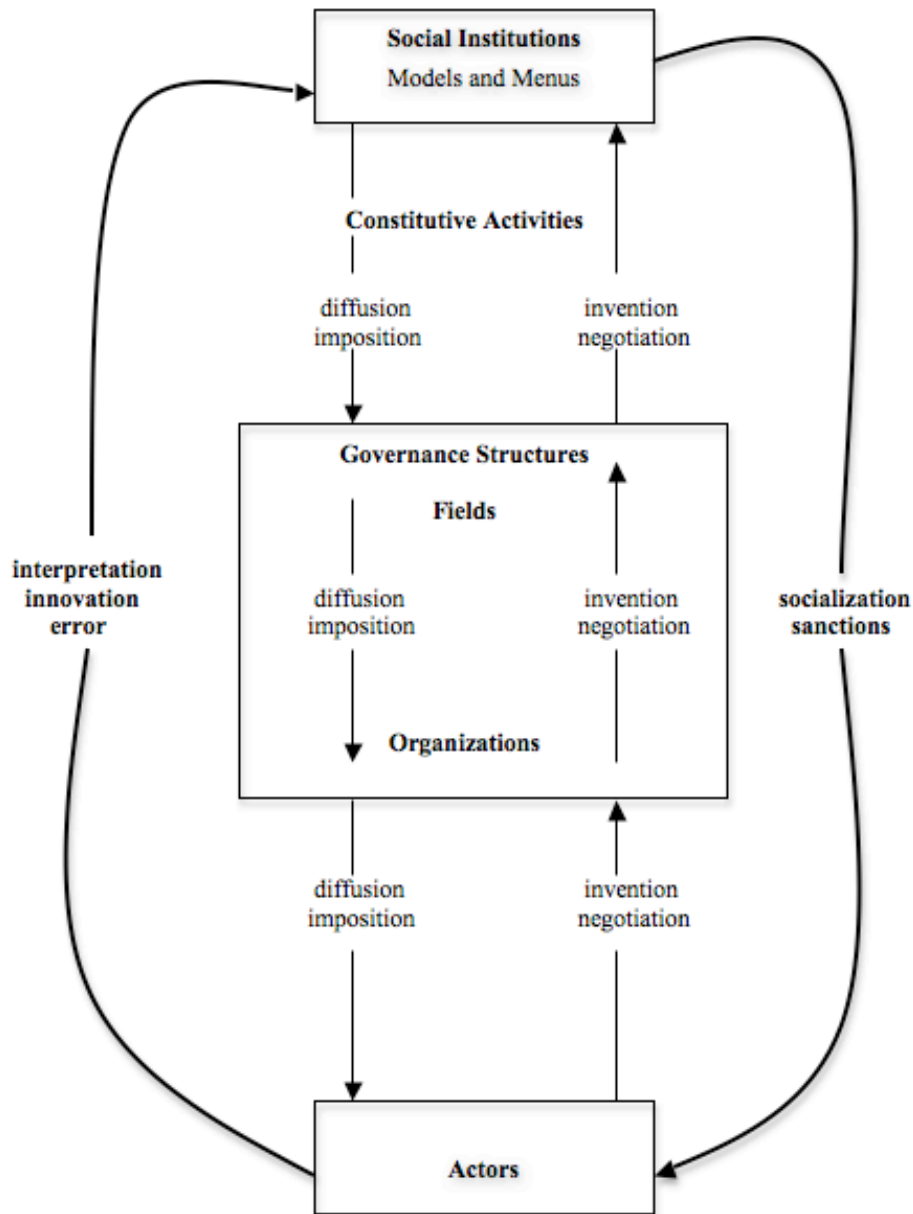 Social Institutions
Models and Menus
Constitutive Activities
diffusion
imposition
invention
negotiation
Governance Structures
Fields
interpretation
innovation
error
diffusion
imposition
invention
negotiation
socialization
sanctions
Organizations
diffusion
imposition
invention
negotiation
Actors